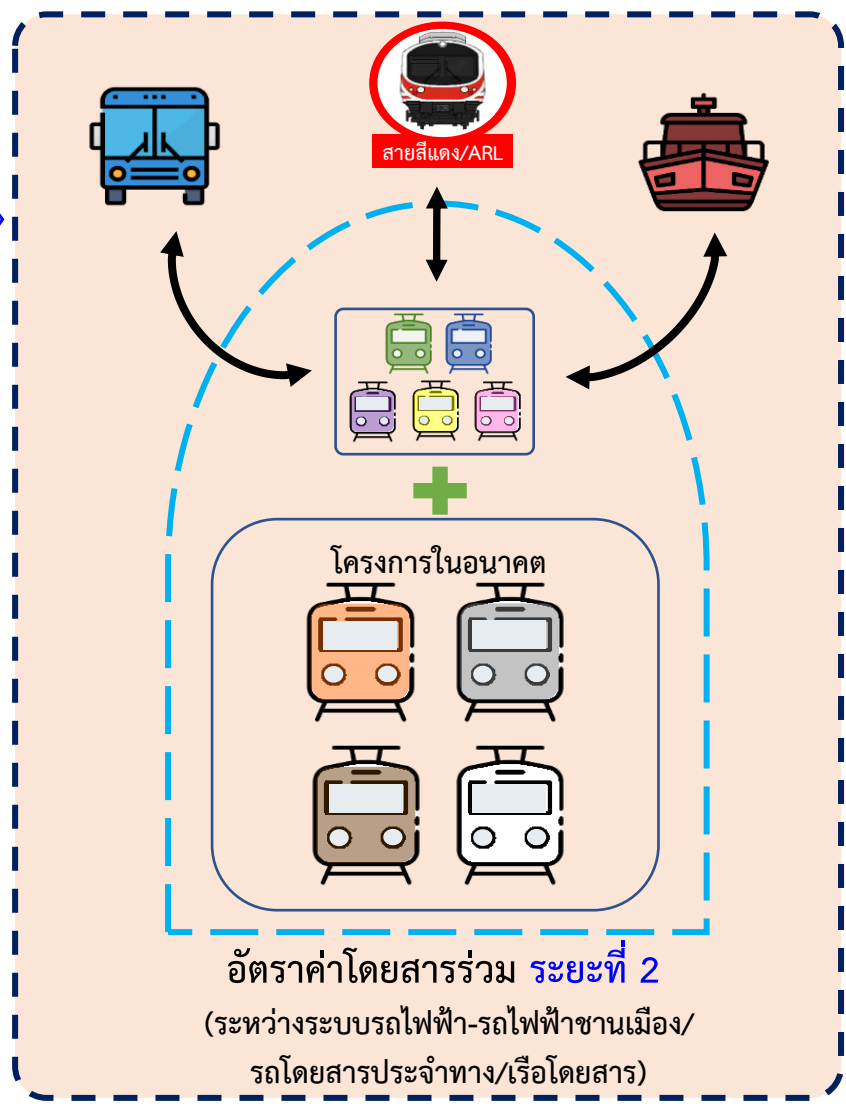 สายสีแดง/ARL
โครงการในอนาคต
อัตราค่าโดยสารร่วม ระยะที่ 2
(ระหว่างระบบรถไฟฟ้า-รถไฟฟ้าชานเมือง/
รถโดยสารประจำทาง/เรือโดยสาร)